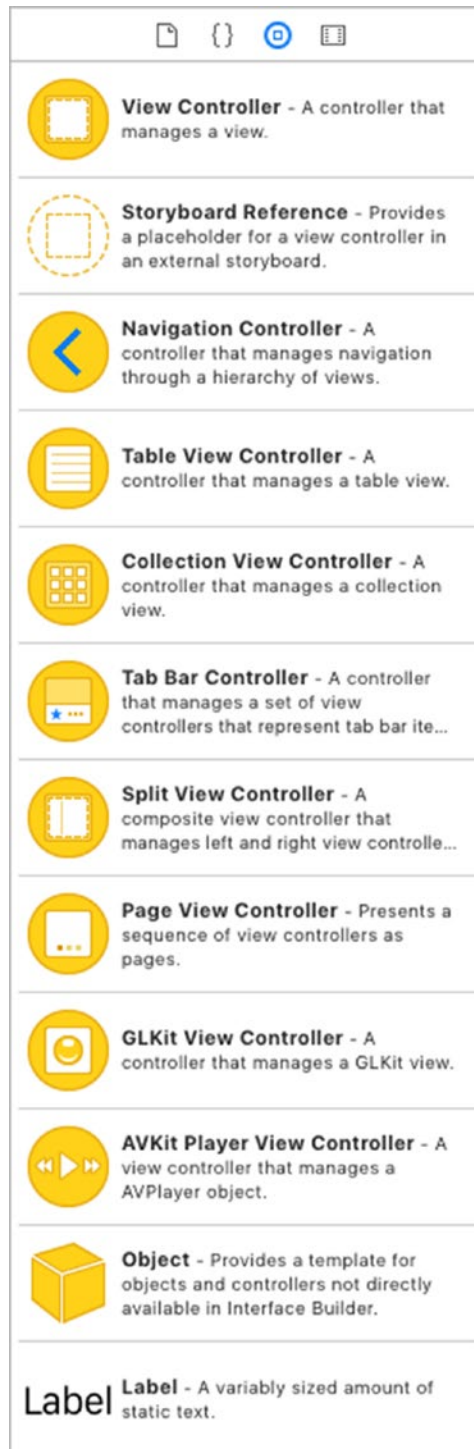 {}
View Controller - A controller that
manages a view.
Storyboard Reference - Provides
a placeholder for a view controller in
an external storyboard.
Navigation Controller - A
controller that manages navigation
through a hierarchy of views.
Table View Controller - A
controller that manages a table view.
Collection View Controller - A
controller that manages a collection
view.
Tab Bar Controller - A controller
that manages a set of view
controllers that represent tab bar ite...
Split View Controller - A
composite view controller that
manages left and right view controlle...
Page View Controller - Presents a
sequence of view controllers as
pages.
GLKit View Controller - A
controller that manages a GLKit view.
AVKit Player View Controller - A
view controller that manages a
AVPlayer object.
Object - Provides a template for
objects and controllers not directly
available in Interface Builder.
Label
Label - A variably sized amount of
static text.